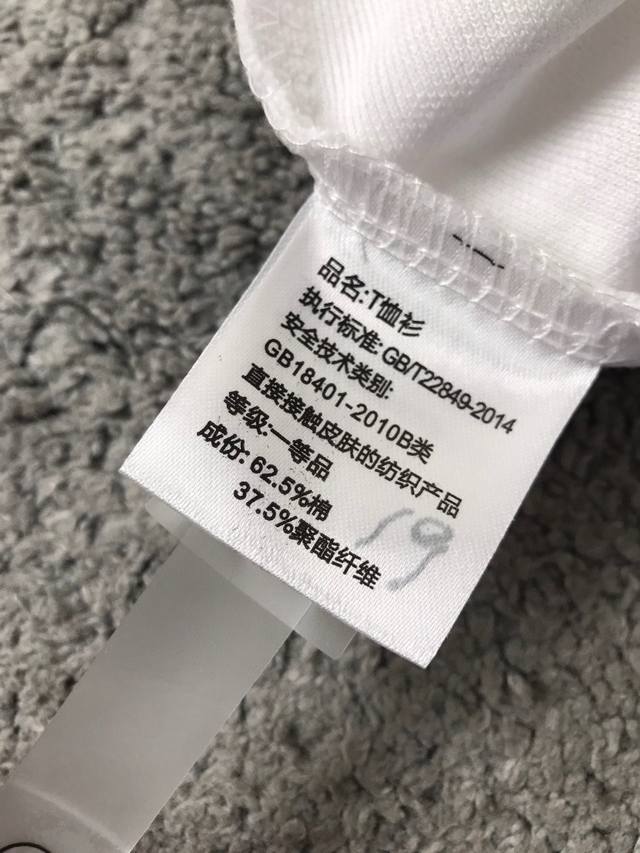 品名:T恤衫
执行标准: GB/T22849-2014
安全技术类别:
GB18401-2010B类
直接接触皮肤的纺织产品
等级:一等品
成份: 62.5%棉
37.5%聚酯纤维
19